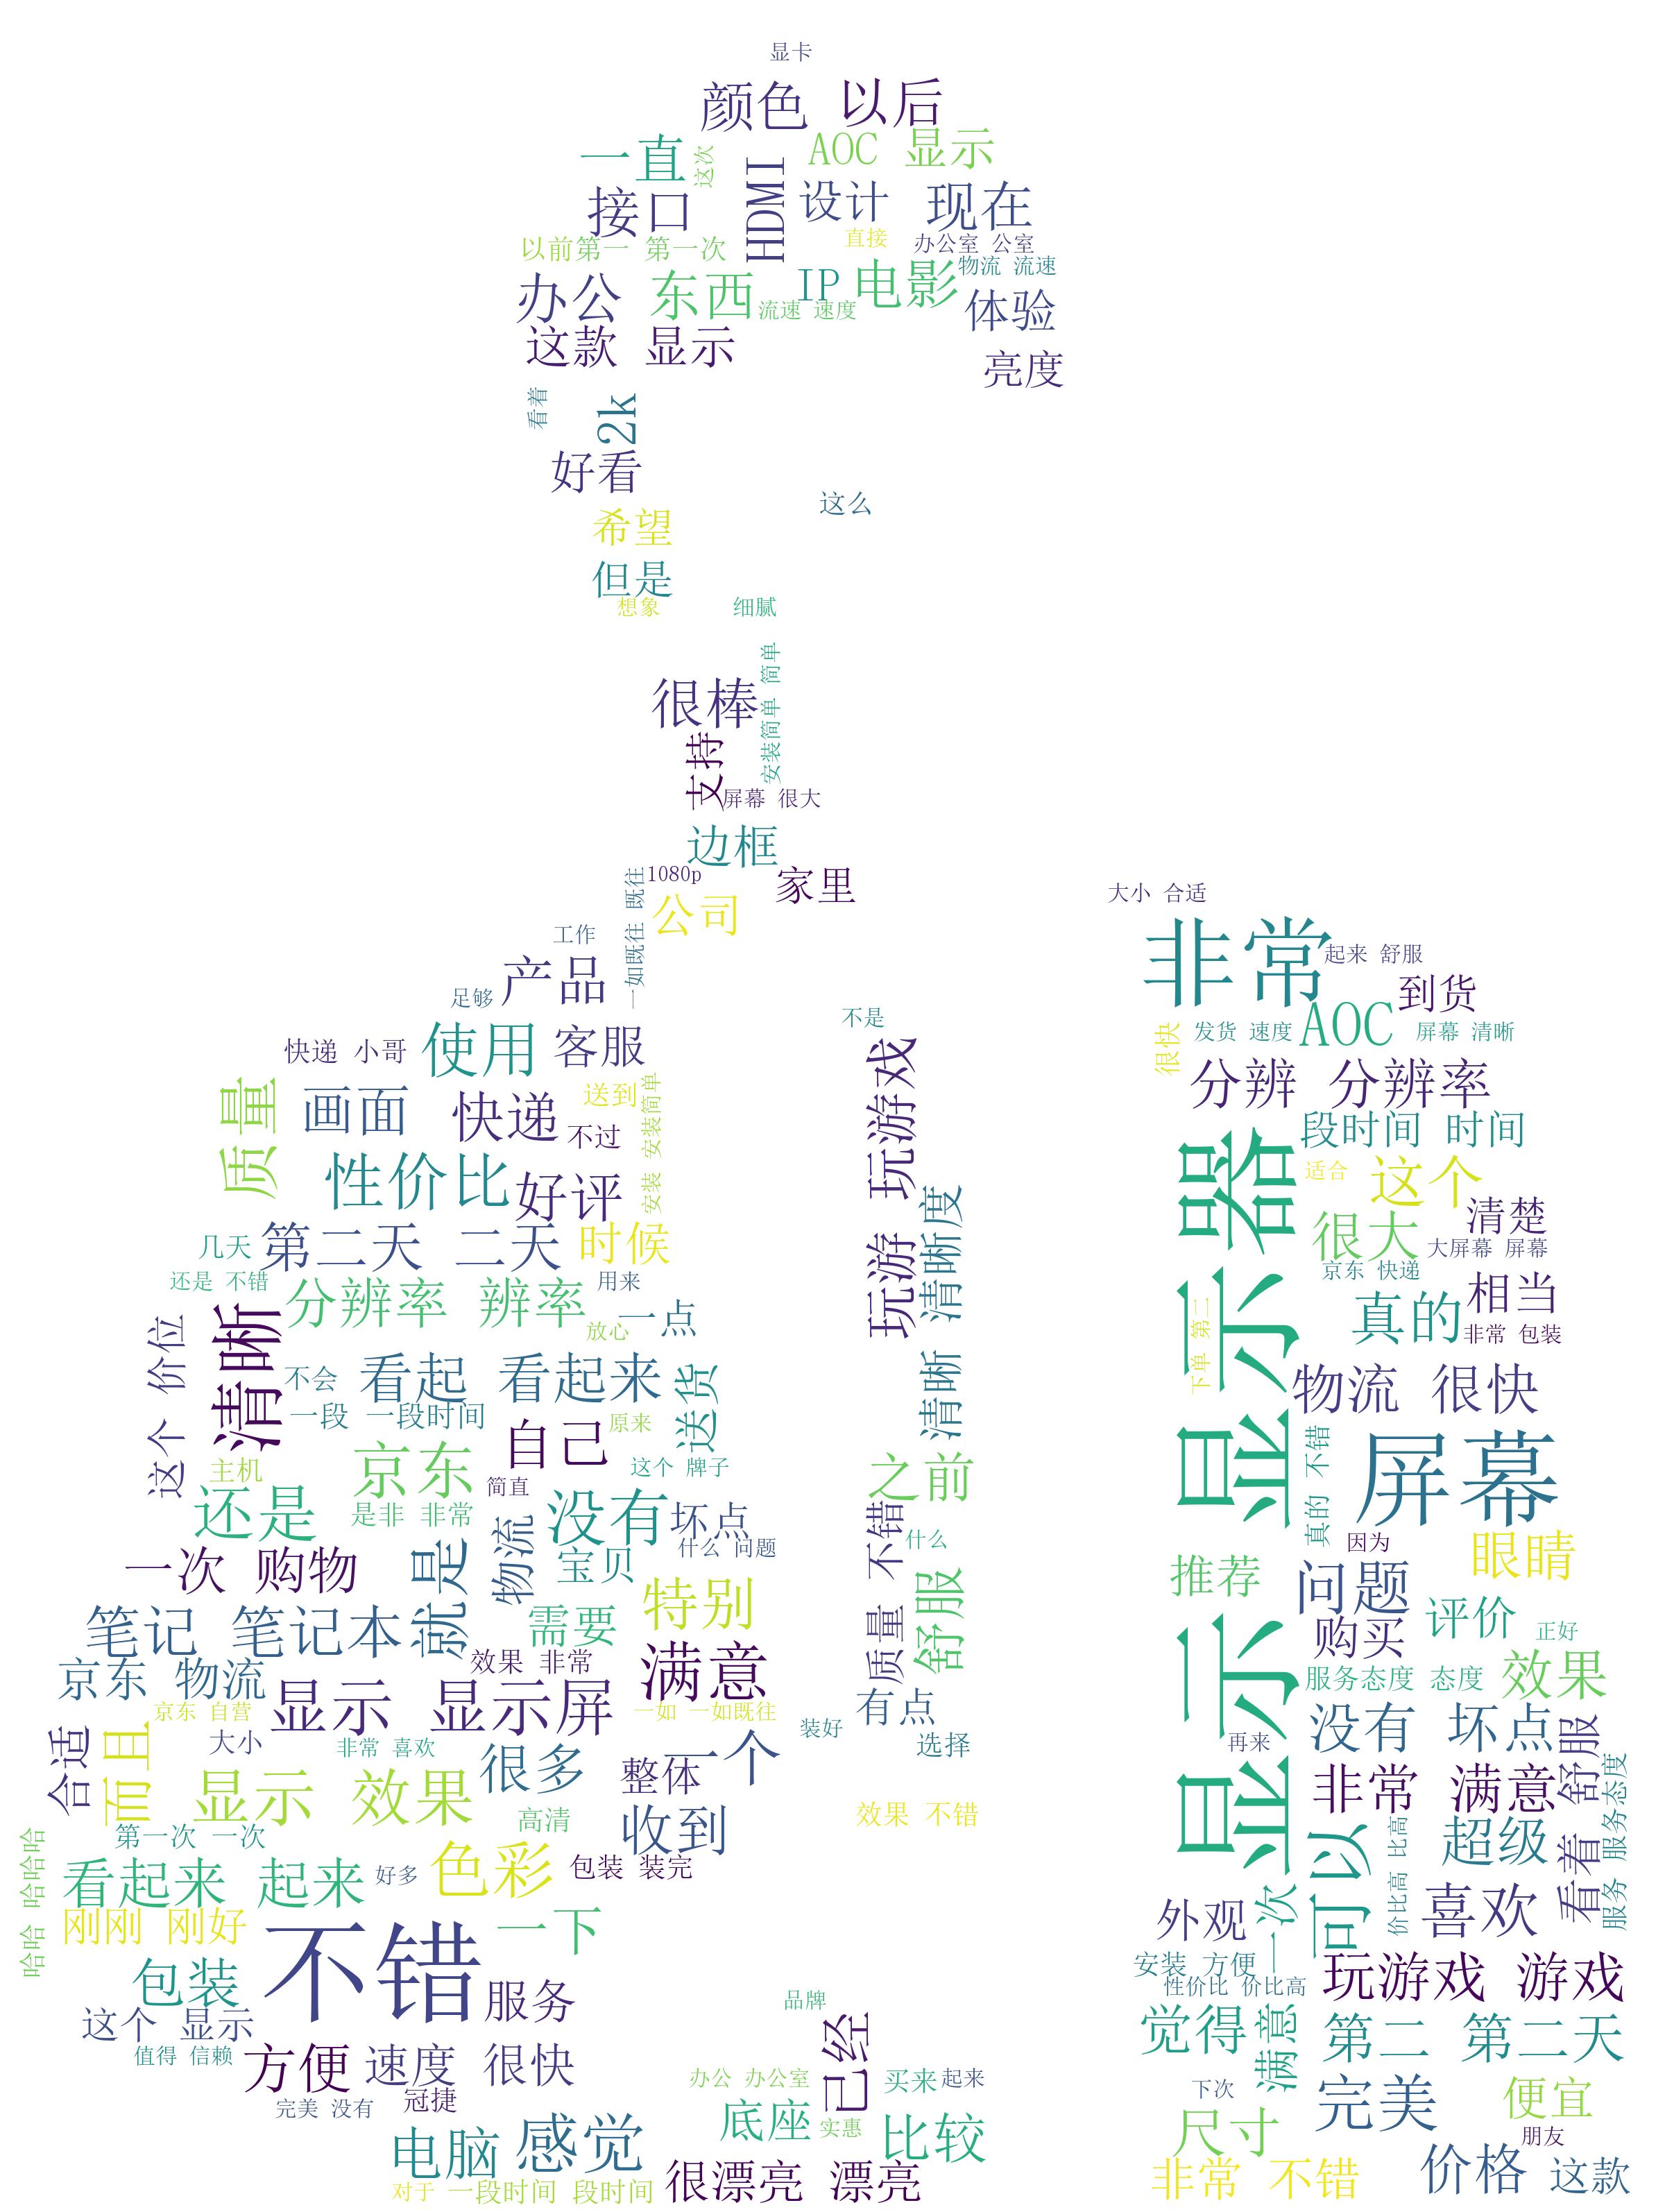 显卡
颜色 以后
一直 这次 AOC 显示
接口 HDMI 设计 现在
以前第一 第一次 直接 办公室 公室
办公 东西 IP 电影 物流 流速
流速 速度 体验
这款 显示 亮度
看着 2k
好看
这么
希望
但是
想象 细腻
很棒 安装简单 简单
支持
屏幕 很大
边框
1080p 家里
公司 一如既往 既往
工作
产品
足够
使用 客服
快递 小哥
质量 画面 快递 送到
不过 安装 安装简单
性价比 好评
几天 第二天 二天 时候
还是 不错 用来
分辨率 辨率 一点
放心
这个 价位 清晰 不会 看起 看起来 送货
一段 一段时间 自己 原来
主机 京东 这个 牌子
简直
还是 是非 非常 没有 坏点
什么 问题
一次 购物 就是 物流 宝贝
特别
笔记 笔记本 需要
效果 非常 满意
京东 物流 显示 显示屏
京东 自营 一如 一如既往
合适 而且 大小 非常 喜欢 很多 整体 一个 装好
显示 效果 收到
高清
第一次 一次 色彩 包装 装完
看起来 起来 好多
哈哈 哈哈哈
刚刚 刚好 不错 一下
包装 服务
这个 显示
值得 信赖 方便 速度 很快
完美 没有 冠捷
电脑 感觉
对于 一段时间 段时间
不是
玩游 玩游戏 玩游戏
清晰 清晰度
之前
质量 不错 什么
舒服
有点
选择
效果 不错
品牌
已经
办公 办公室 买来 起来
底座 实惠 比较
很漂亮 漂亮
大小 合适
非常 起来 舒服
到货
很快 发货 速度 AOC 屏幕 清晰
分辨 分辨率
段时间 时间
显示 显示器
适合 这个
清楚
很大 大屏幕 屏幕
京东 快递
真的 相当
非常 包装
下单 第二
物流 很快
真的 不错 屏幕
因为 眼睛
推荐 问题
评价
购买 正好
服务态度 态度 效果
没有 坏点
再来
非常 满意 看着 舒服
可以 价比高 比高 超级 服务 服务态度
外观 一次 喜欢
安装 方便
性价比 价比高 玩游戏 游戏
觉得 满意 第二 第二天
下次 完美 便宜
尺寸 朋友
非常 不错 价格 这款